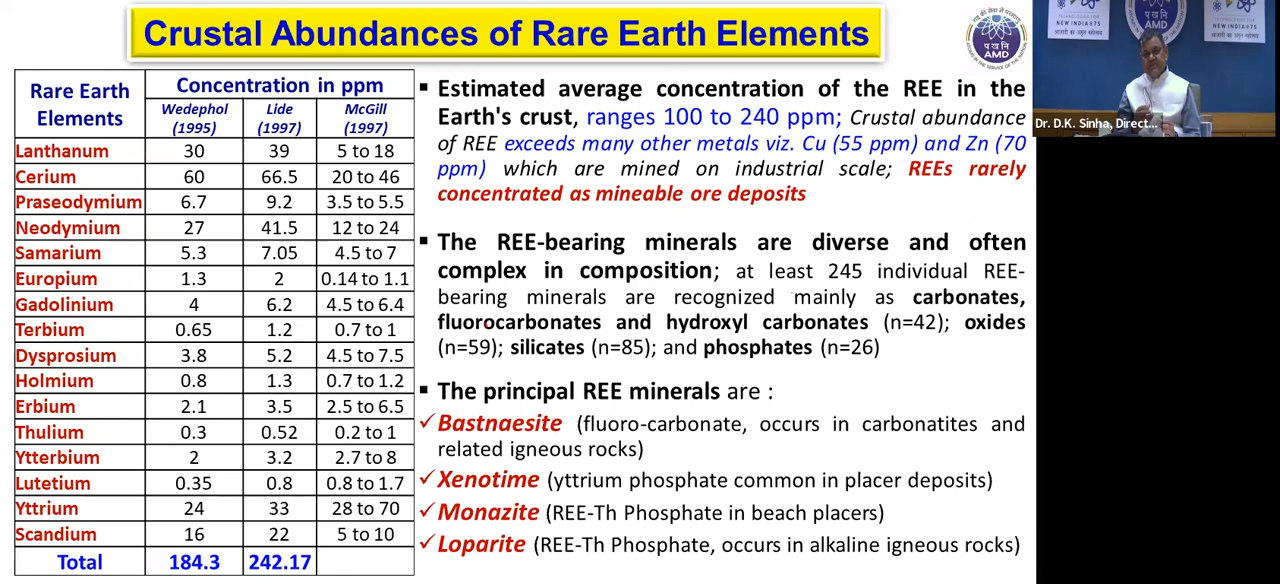 Crustal Abundances of Rare Earth Elements
प ख नि
AMD
TECHNOLOGIES FOR
NEW INDIA@75
NEW INDIA@75
Dr. D.K. Sinha, Direct...
Rare Earth Elements Concentration in ppm
Wedephol (1995) Lide (1997) McGill (1997)
Lanthanum 30 39 5 to 18
Cerium 60 66.5 20 to 46
Praseodymium 6.7 9.2 3.5 to 5.5
Neodymium 27 41.5 12 to 24
Samarium 5.3 7.05 4.5 to 7
Europium 1.3 2 0.14 to 1.1
Gadolinium 4 6.2 4.5 to 6.4
Terbium 0.65 1.2 0.7 to 1
Dysprosium 3.8 5.2 4.5 to 7.5
Holmium 0.8 1.3 0.7 to 1.2
Erbium 2.1 3.5 2.5 to 6.5
Thulium 0.3 0.52 0.2 to 1
Ytterbium 2 3.2 2.7 to 8
Lutetium 0.35 0.8 0.8 to 1.7
Yttrium 24 33 28 to 70
Scandium 16 22 5 to 10
Total 184.3 242.17
▪ Estimated average concentration of the REE in the
Earth's crust, ranges 100 to 240 ppm; Crustal abundance
of REE exceeds many other metals viz. Cu (55 ppm) and Zn (70
ppm) which are mined on industrial scale; REEs rarely
concentrated as mineable ore deposits
▪ The REE-bearing minerals are diverse and often
complex in composition; at least 245 individual REE-
bearing minerals are recognized mainly as carbonates,
fluorocarbonates and hydroxyl carbonates (n=42); oxides
(n=59); silicates (n=85); and phosphates (n=26)
▪ The principal REE minerals are :
✓ Bastnaesite (fluoro-carbonate, occurs in carbonatites and
related igneous rocks)
✓ Xenotime (yttrium phosphate common in placer deposits)
✓ Monazite (REE-Th Phosphate in beach placers)
✓ Loparite (REE-Th Phosphate, occurs in alkaline igneous rocks)